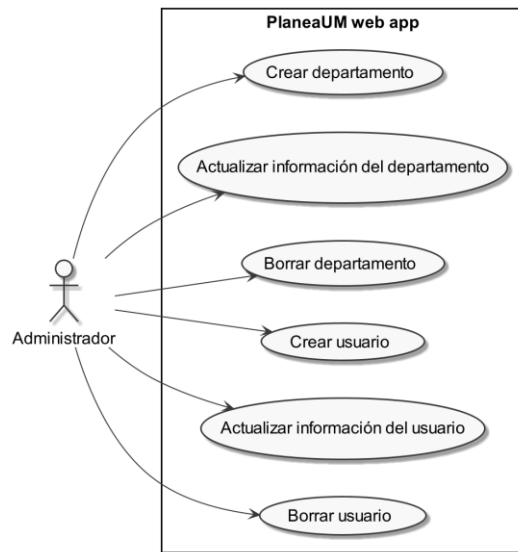 PlaneaUM web app
Crear departamento
Actualizar información del departamento
Borrar departamento
Administrador
Crear usuario
Actualizar información del usuario
Borrar usuario